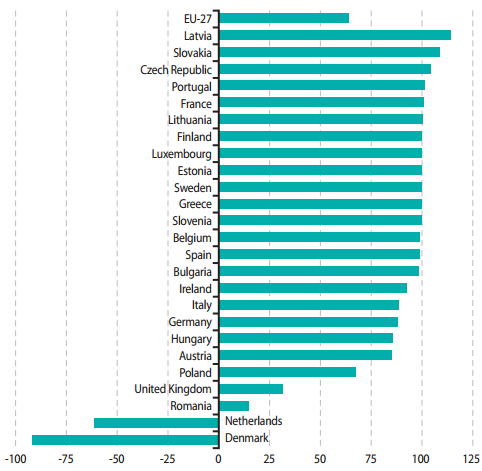 EU-27
Latvia
Slovakia
Czech Republic
Portugal
France
Lithuania
Finland
Luxembourg
Estonia
Sweden
Greece
Slovenia
Belgium
Spain
Bulgaria
Ireland
Italy
Germany
Hungary
Austria
Poland
United Kingdom
Romania
Netherlands
Denmark
-100 -75 -50 -25 0 25 50 75 100 125